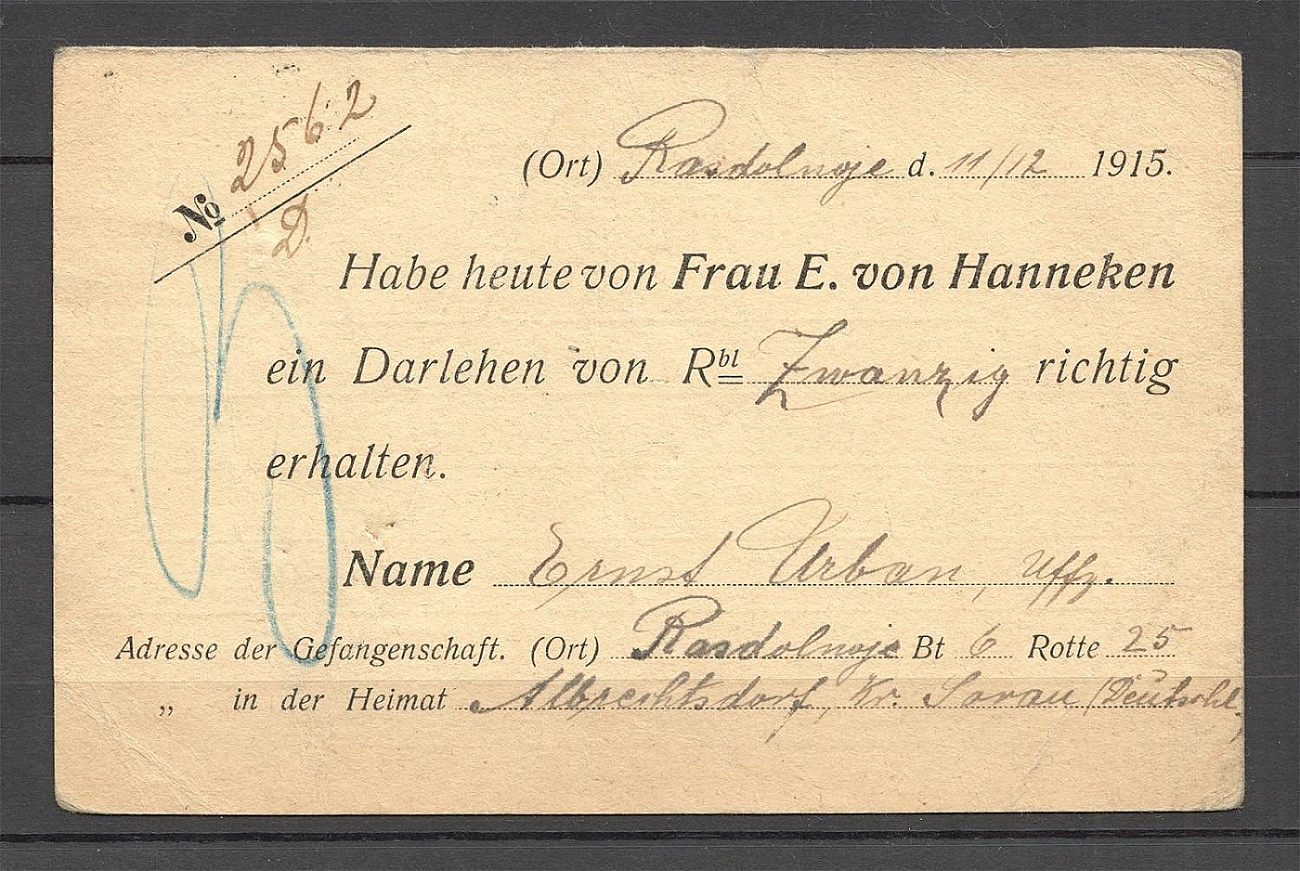 № 2562
D.
(Ort) Rasdolnoje d. 11/12 1915.
Habe heute von Frau E. von Hanneken
ein Darlehen von Rbl Zwanzig richtig
erhalten.
Name Ernst Urban, Uffz.
Adresse der Gefangenschaft. (Ort) Rasdolnoje Bt 6 Rotte 25
„ in der Heimat Albrechtsdorf, Kr. Sorau (Deutschl.)